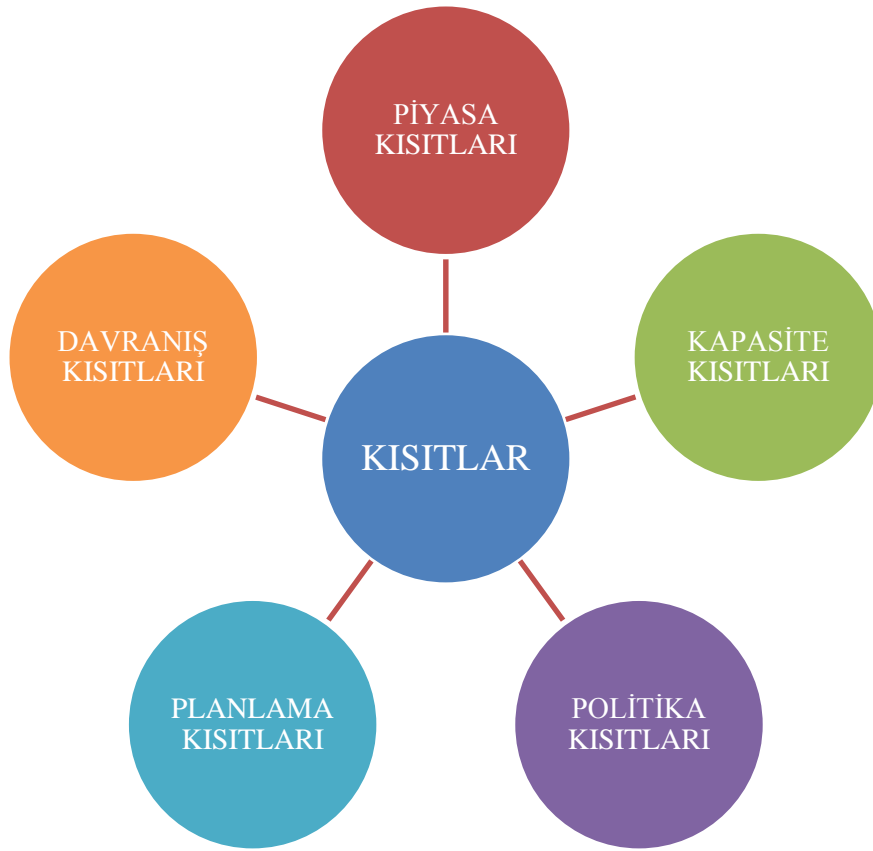 PİYASA
KISITLARI
DAVRANIŞ
KISITLARI
KAPASİTE
KISITLARI
KISITLAR
PLANLAMA
KISITLARI
POLİTİKA
KISITLARI